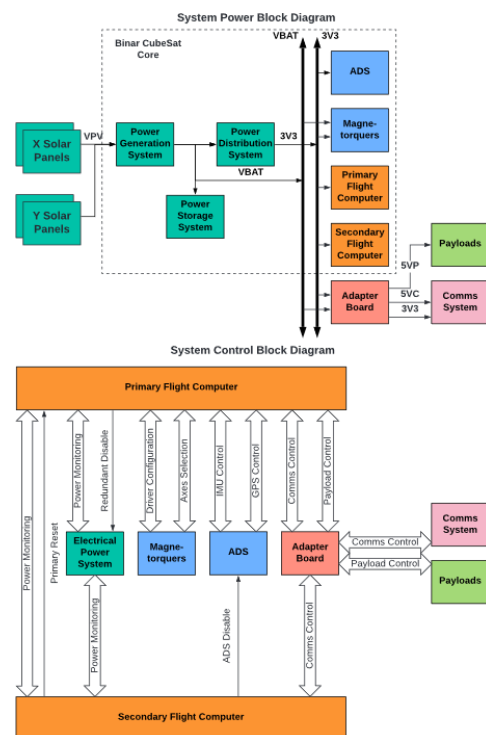 System Power Block Diagram
VBAT
3V3
Binar CubeSat
Core
ADS
X Solar
Panels
VPV
Power
Generation
System
Power
Distribution
System
3V3
Magne-
torquers
VBAT
Primary
Flight
Computer
Y Solar
Panels
Power
Storage
System
Secondary
Flight
Computer
Payloads
5VP
Adapter
Board
5VC
3V3
Comms
System
System Control Block Diagram
Primary Flight Computer
Power Monitoring
Primary Reset
Power Monitoring
Redundant Disable
Driver Configuration
Axes Selection
IMU Control
GPS Control
Comms Control
Payload Control
Electrical
Power
System
Magne-
torquers
ADS
Adapter
Board
Comms Control
Payload Control
Comms
System
Payloads
Power Monitoring
ADS Disable
Comms Control
Secondary Flight Computer